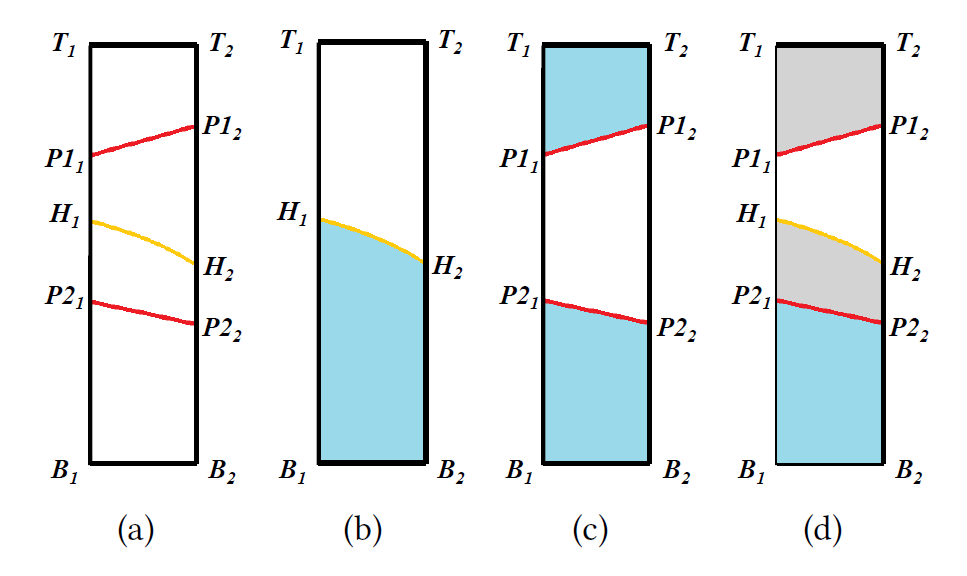 T₁ T₂ T₁ T₂ T₁ T₂ T₁ T₂
P1₂ P1₂ P1₂
P1₁ P1₁ P1₁
H₁ H₁ H₁
H₂ H₂ H₂
P2₁ P2₁ P2₁
P2₂ P2₂ P2₂
B₁ B₂ B₁ B₂ B₁ B₂ B₁ B₂
(a) (b) (c) (d)